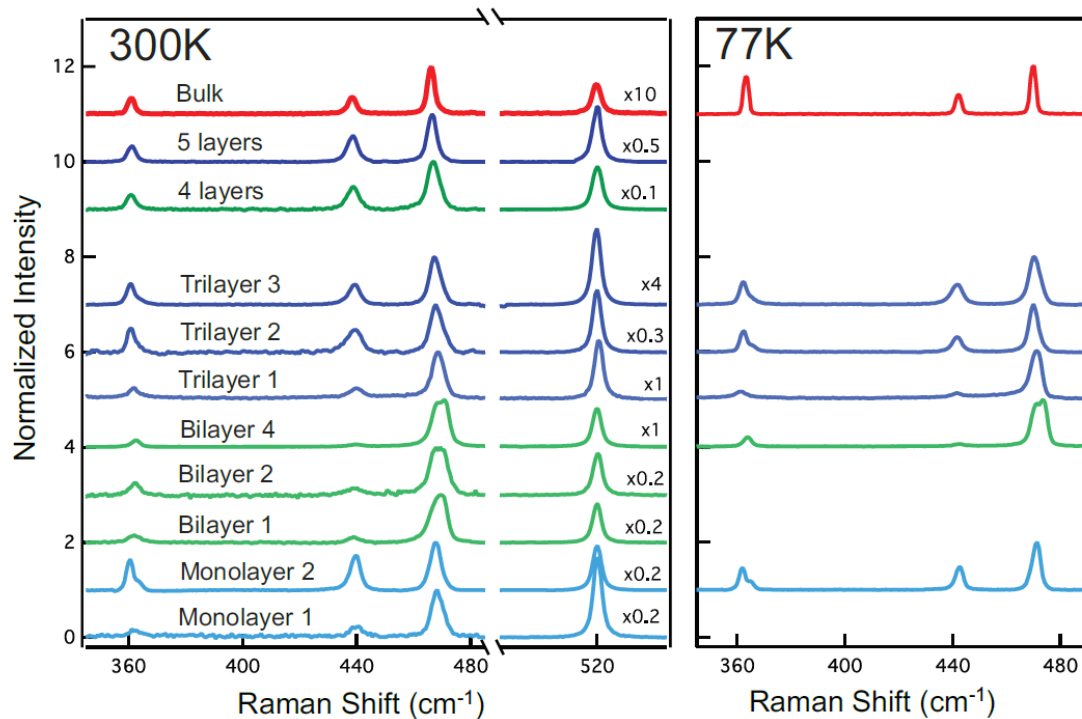 300K
77K
12
10
8
6
4
2
0
Normalized Intensity
Bulk
x10
5 layers
x0.5
4 layers
x0.1
Trilayer 3
x4
Trilayer 2
x0.3
Trilayer 1
x1
Bilayer 4
x1
Bilayer 2
x0.2
Bilayer 1
x0.2
Monolayer 2
x0.2
Monolayer 1
x0.2
360 400 440 480 520
360 400 440 480
Raman Shift (cm⁻¹)
Raman Shift (cm⁻¹)